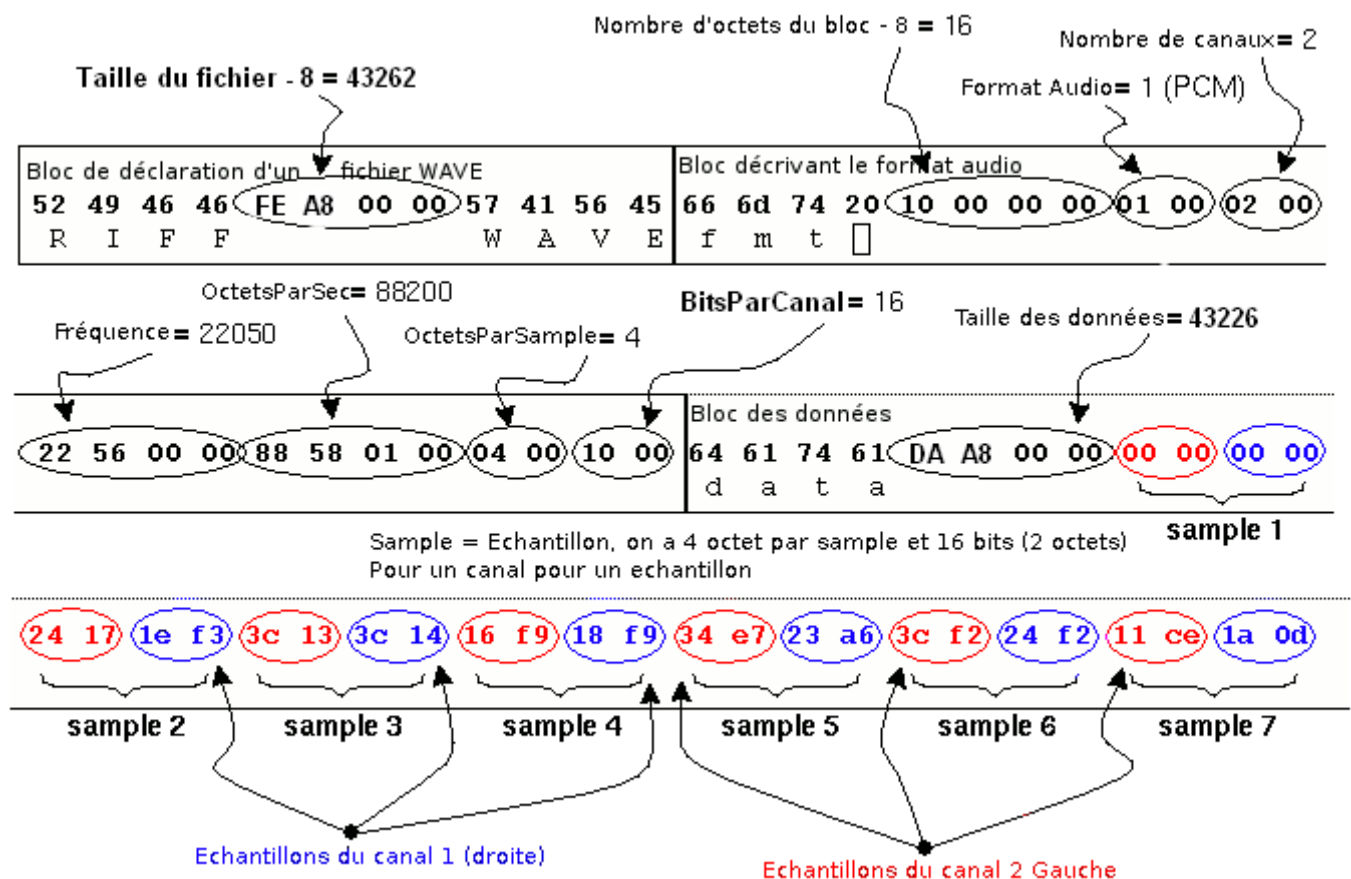 Nombre d'octets du bloc - 8 = 16
Nombre de canaux= 2
Taille du fichier - 8 = 43262
Format Audio= 1 (PCM)
Bloc de déclaration d'un fichier WAVE
Bloc décrivant le format audio
52 49 46 46 FE A8 00 00 57 41 56 45 66 6d 74 20 10 00 00 00 01 00 02 00
R I F F W A V E f m t
OctetsParSec= 88200
BitsParCanal= 16
Fréquence= 22050
OctetsParSample= 4
Taille des données= 43226
Bloc des données
22 56 00 00 88 58 01 00 04 00 10 00 64 61 74 61 DA A8 00 00 00 00 00 00
d a t a
sample 1
Sample = Echantillon, on a 4 octet par sample et 16 bits (2 octets)
Pour un canal pour un echantillon
24 17 1e f3 3c 13 3c 14 16 f9 18 f9 34 e7 23 a6 3c f2 24 f2 11 ce 1a 0d
sample 2 sample 3 sample 4 sample 5 sample 6 sample 7
Echantillons du canal 1 (droite)
Echantillons du canal 2 Gauche